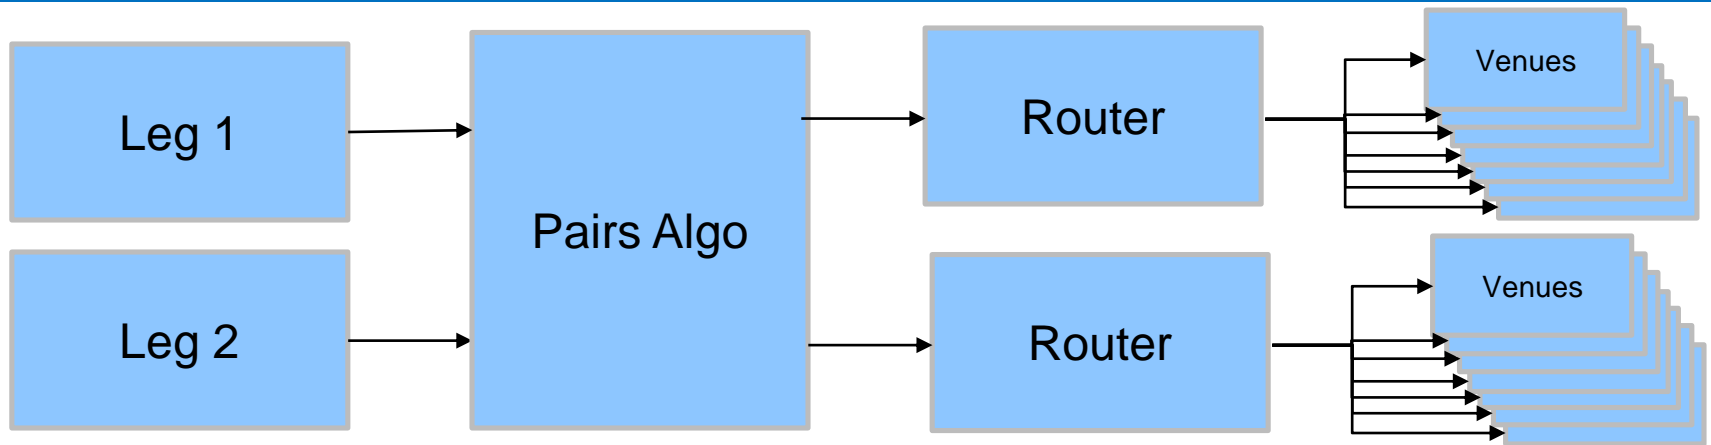 Leg 1
Leg 2
Pairs Algo
Router
Router
Venues
Venues